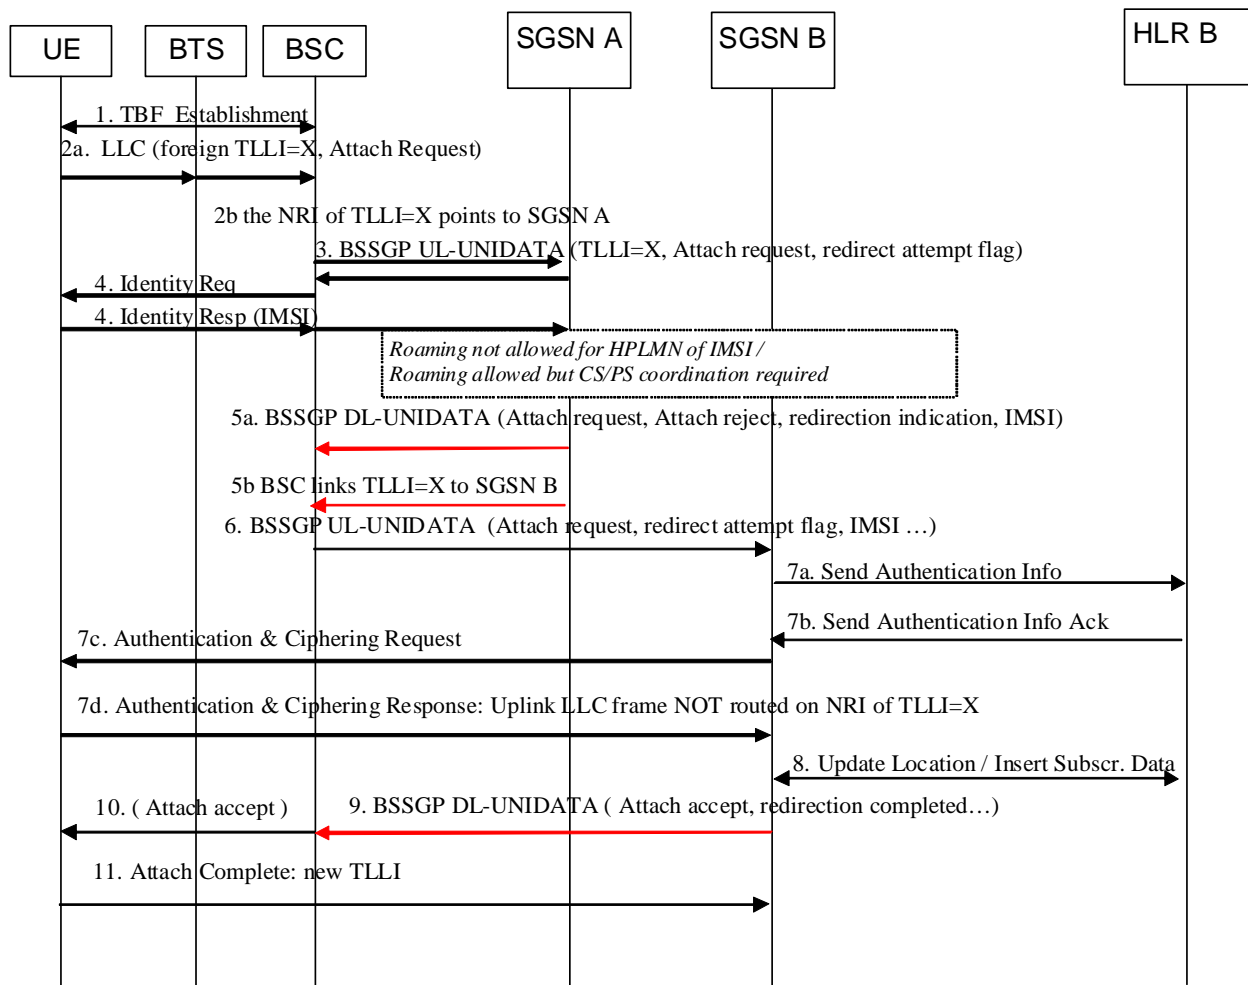 UE
BTS
BSC
SGSN A
SGSN B
HLR B
1. TBF  Establishment
2a.  LLC (foreign TLLI=X, Attach Request)
2b the NRI of TLLI=X points to SGSN A
3. BSSGP UL-UNIDATA (TLLI=X, Attach request, redirect attempt flag)
4. Identity Req
4. Identity Resp (IMSI)
Roaming not allowed for HPLMN of IMSI /
Roaming allowed but CS/PS coordination required
5a. BSSGP DL-UNIDATA (Attach request, Attach reject, redirection indication, IMSI)
5b BSC links TLLI=X to SGSN B
6. BSSGP UL-UNIDATA  (Attach request, redirect attempt flag, IMSI …)
7a. Send Authentication Info
7b. Send Authentication Info Ack
7c. Authentication & Ciphering Request
7d. Authentication & Ciphering Response: Uplink LLC frame NOT routed on NRI of TLLI=X
8. Update Location / Insert Subscr. Data
9. BSSGP DL-UNIDATA ( Attach accept, redirection completed…)
10. ( Attach accept )
11. Attach Complete: new TLLI